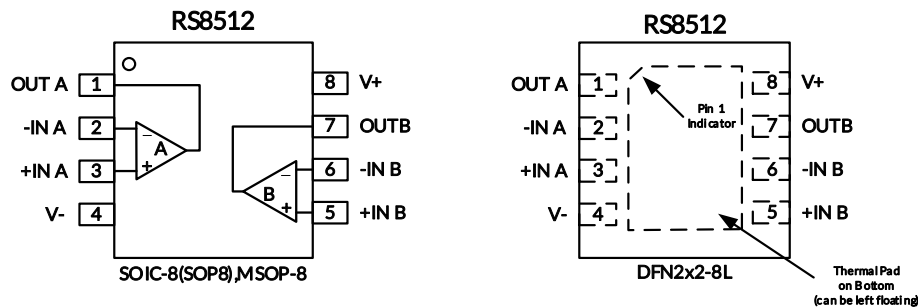 RS8512
OUT A 1
-IN A 2
+IN A 3
V- 4
8 V+
7 OUTB
6 -IN B
5 +IN B
− + A
− + B
SOIC-8(SOP8),MSOP-8
RS8512
OUT A 1
-IN A 2
+IN A 3
V- 4
8 V+
7 OUTB
6 -IN B
5 +IN B
Pin 1
Indicator
DFN2x2-8L
Thermal Pad
on Bottom
(can be left floating)